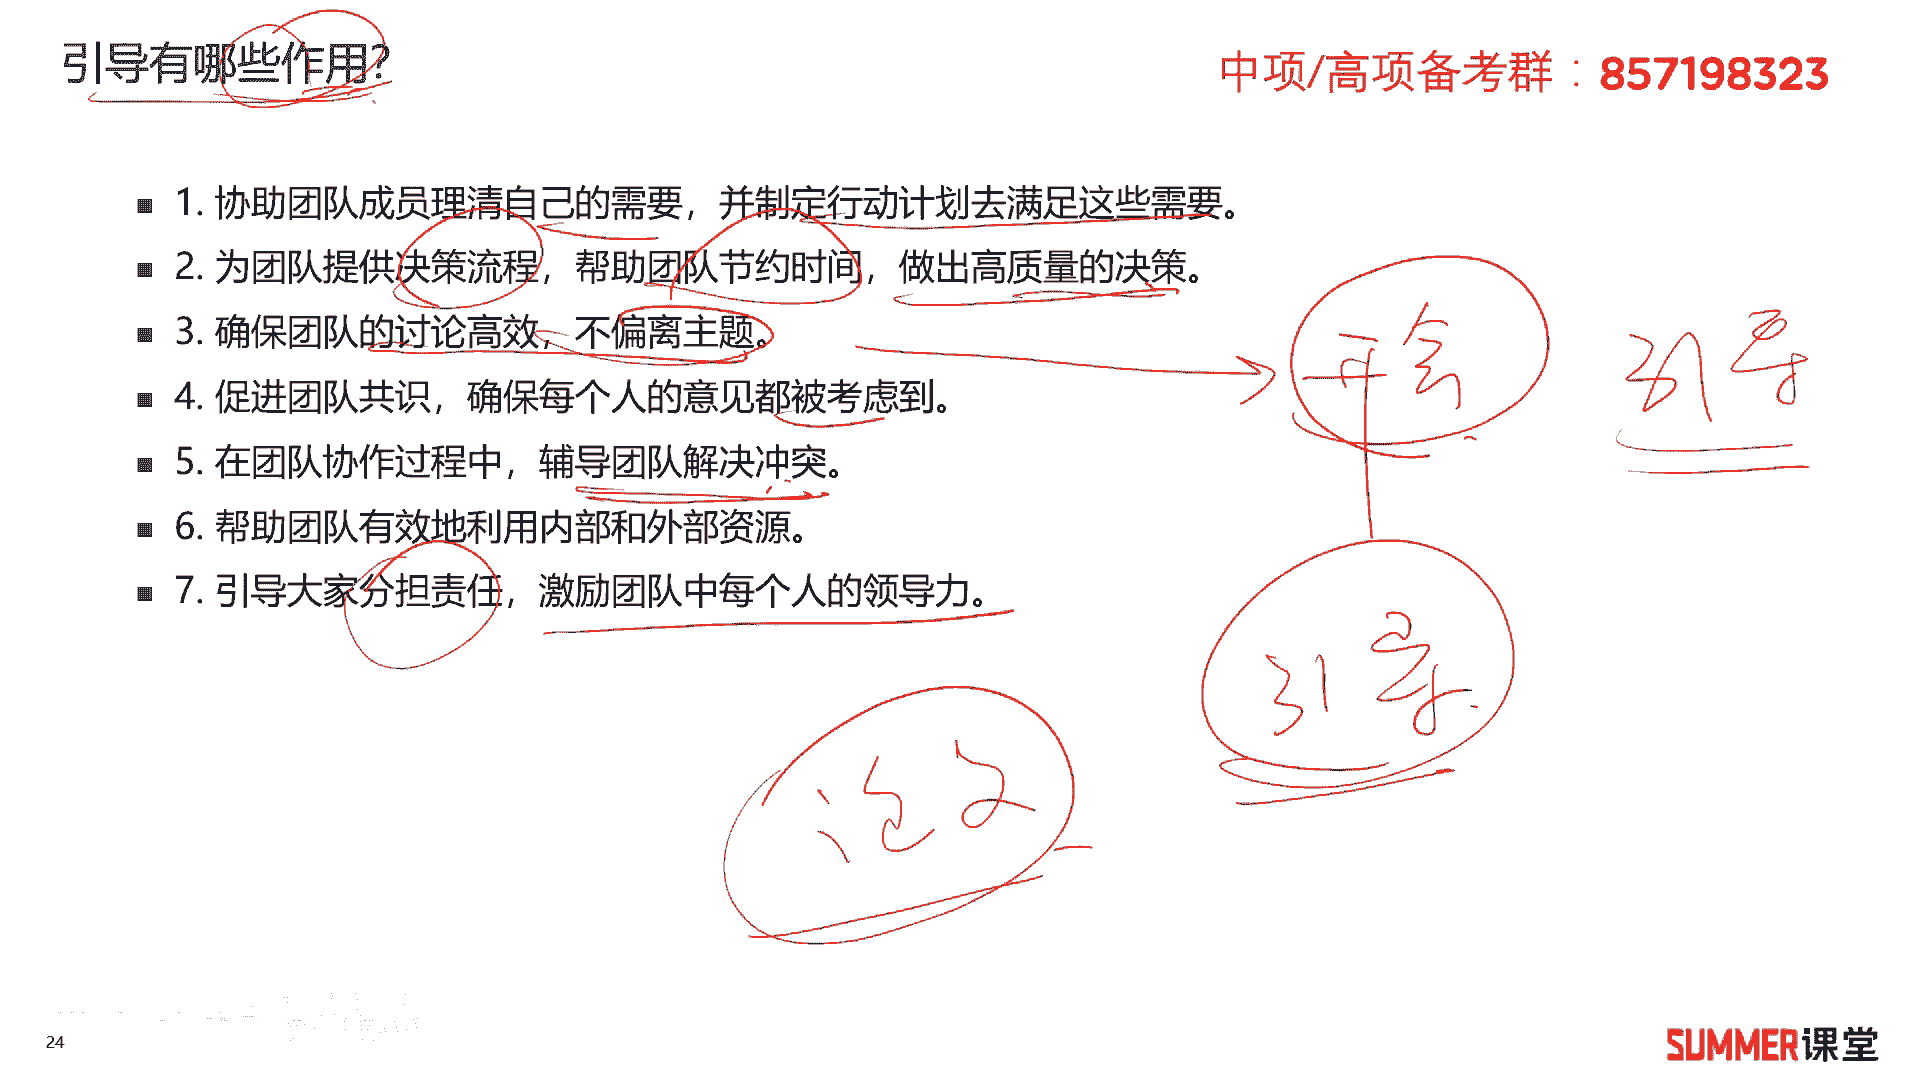 引导有哪些作用?
中项/高项备考群：857198323
1. 协助团队成员理清自己的需要，并制定行动计划去满足这些需要。
2. 为团队提供决策流程，帮助团队节约时间，做出高质量的决策。
3. 确保团队的讨论高效，不偏离主题。
4. 促进团队共识，确保每个人的意见都被考虑到。
5. 在团队协作过程中，辅导团队解决冲突。
6. 帮助团队有效地利用内部和外部资源。
7. 引导大家分担责任，激励团队中每个人的领导力。
开会
引导
引导
论文
24
SUMMER课堂